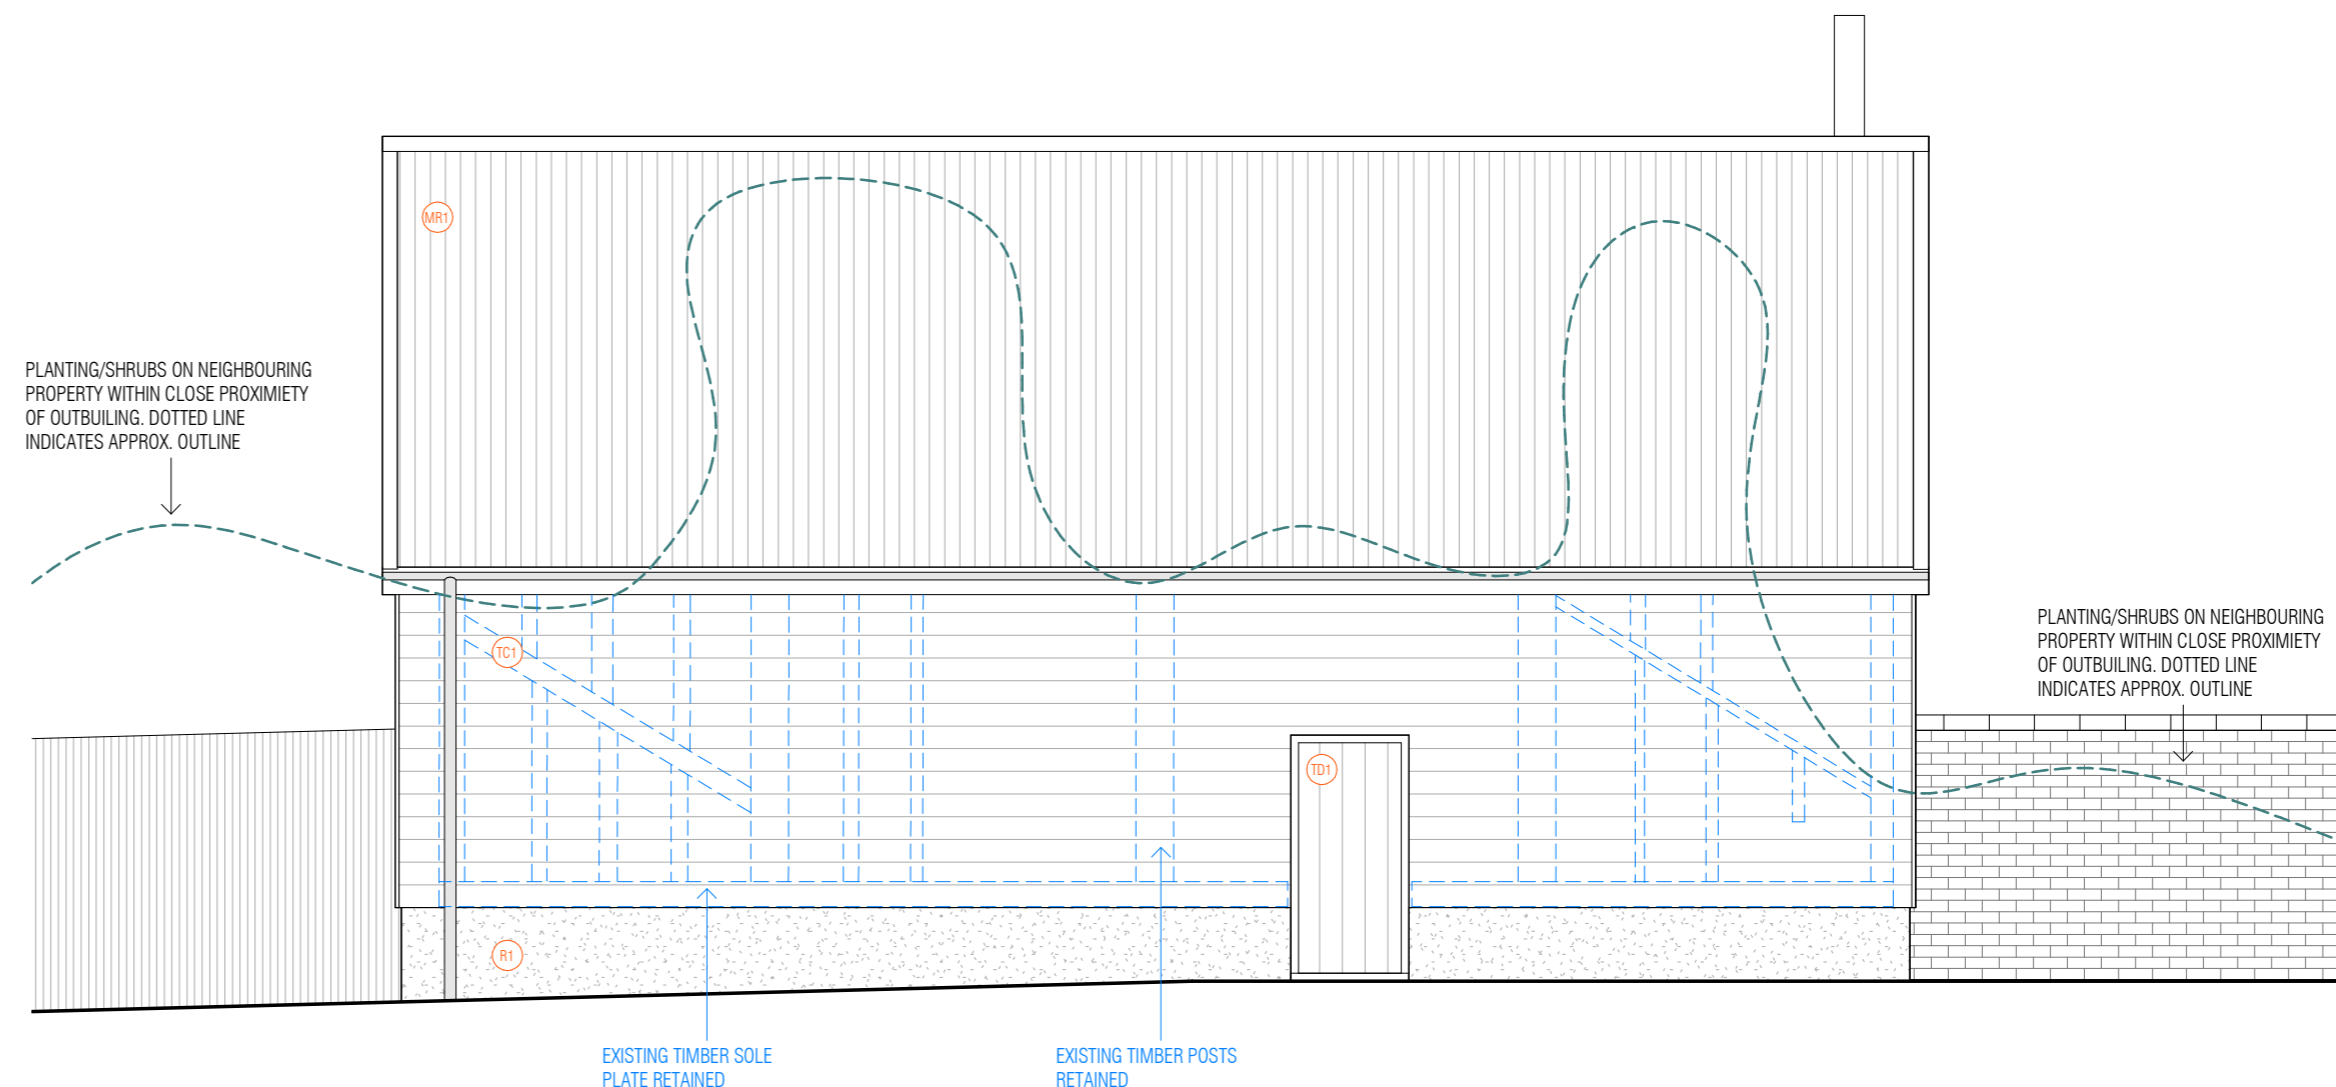 MR1
PLANTING/SHRUBS ON NEIGHBOURING
PROPERTY WITHIN CLOSE PROXIMIETY
OF OUTBUILING. DOTTED LINE
INDICATES APPROX. OUTLINE
TC1
PLANTING/SHRUBS ON NEIGHBOURING
PROPERTY WITHIN CLOSE PROXIMIETY
OF OUTBUILING. DOTTED LINE
INDICATES APPROX. OUTLINE
TD1
R1
EXISTING TIMBER SOLE
PLATE RETAINED
EXISTING TIMBER POSTS
RETAINED